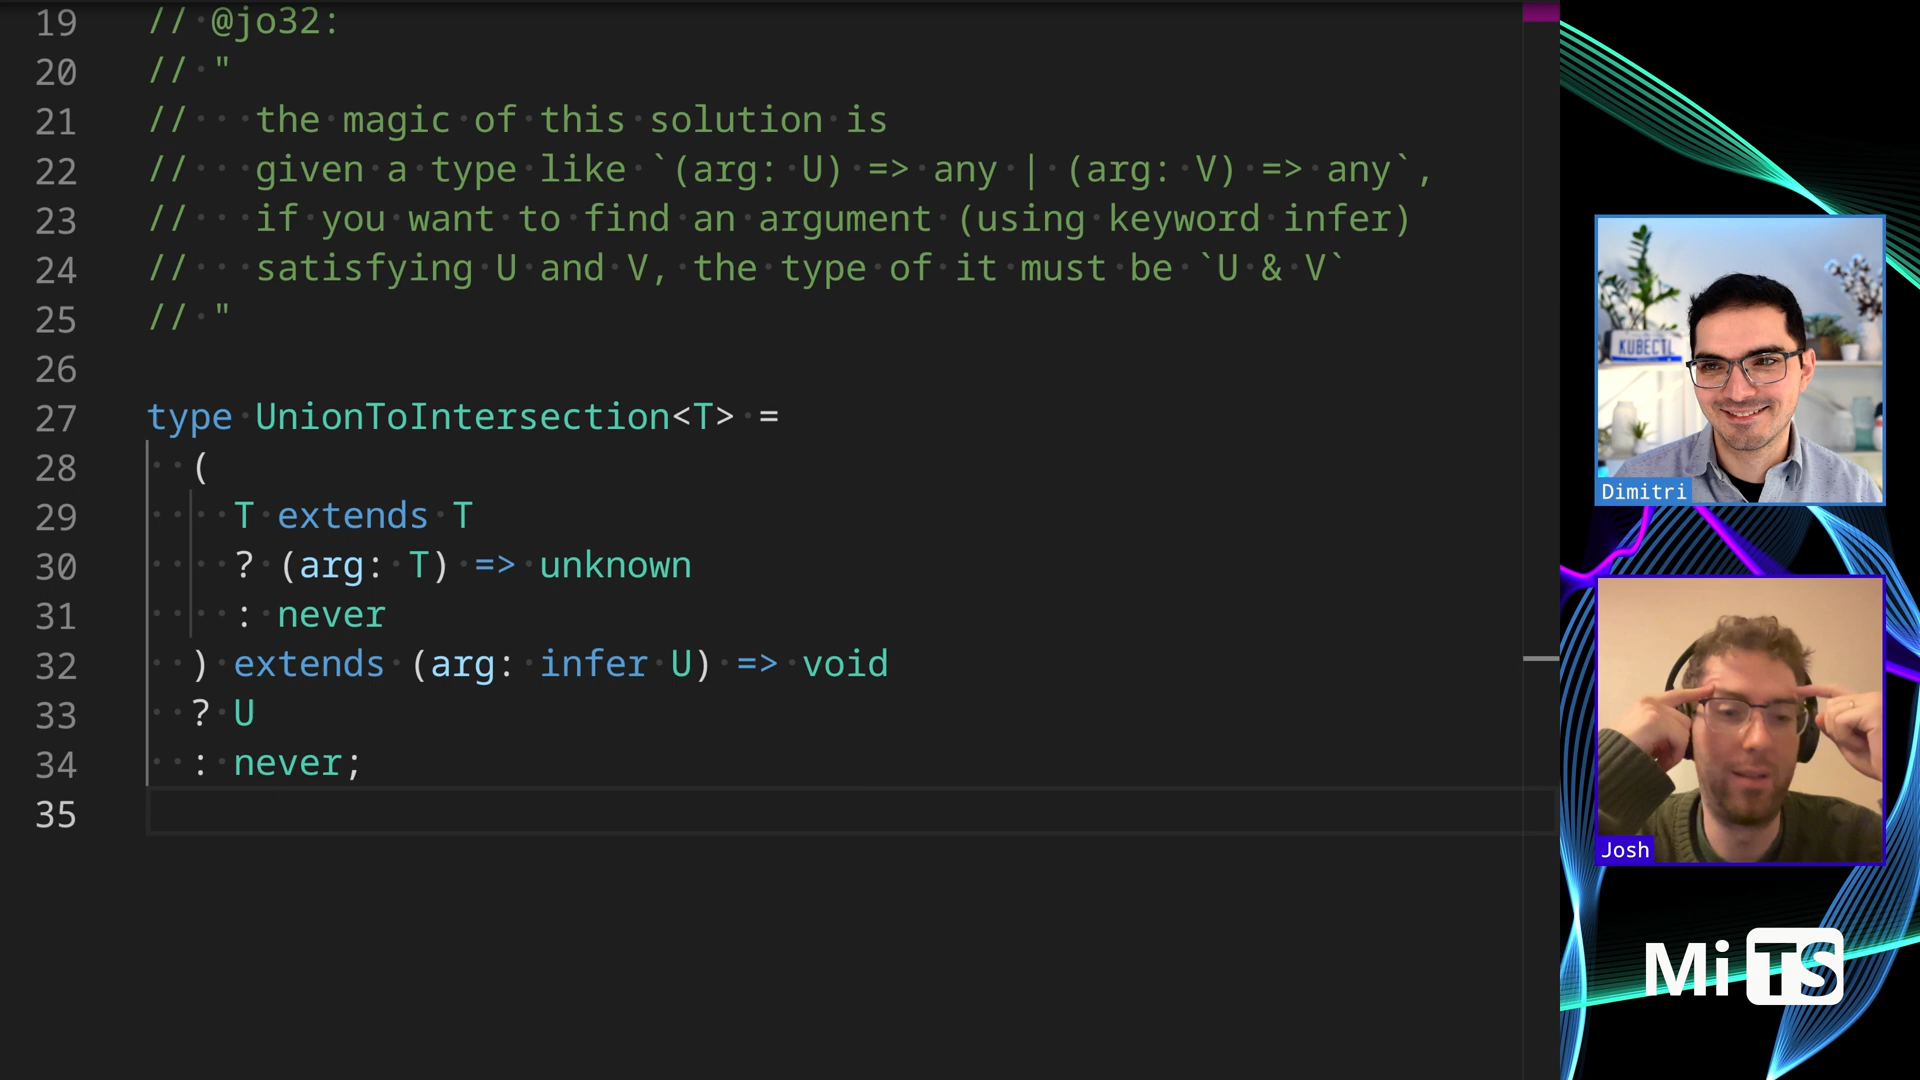 19 // @jo32:
20 // "
21 //   the magic of this solution is
22 //   given a type like `(arg: U) => any | (arg: V) => any`,
23 //   if you want to find an argument (using keyword infer)
24 //   satisfying U and V, the type of it must be `U & V`
25 // "
26
27 type UnionToIntersection<T> =
28   (
29     T extends T
30     ? (arg: T) => unknown
31     : never
32   ) extends (arg: infer U) => void
33   ? U
34   : never;
35
KUBECTL
Dimitri
Josh
Mi TS